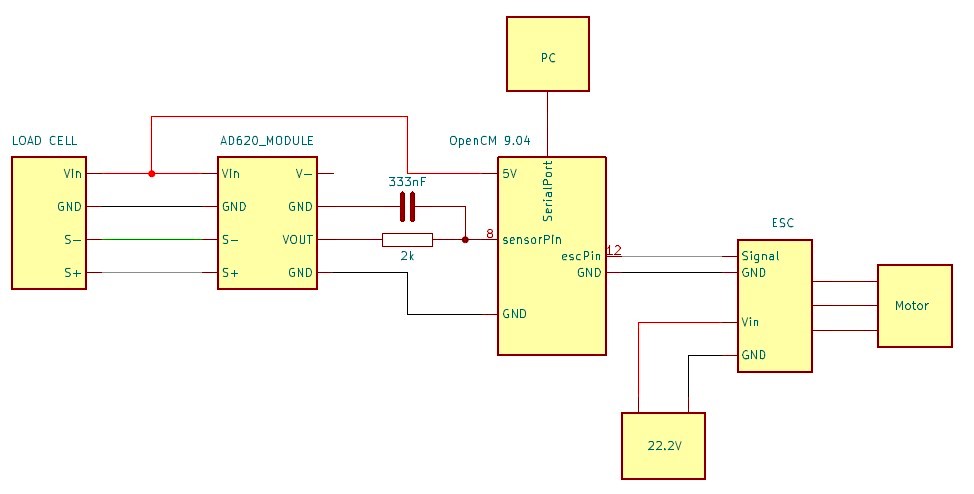 PC
LOAD CELL
AD620_MODULE
OpenCM 9.04
Vin
GND
S-
S+
Vin
GND
S-
S+
V-
GND
VOUT
GND
333nF
2k
5V
SerialPort
8
sensorPin
escPin
12
GND
GND
ESC
Signal
GND
Vin
GND
Motor
22.2V